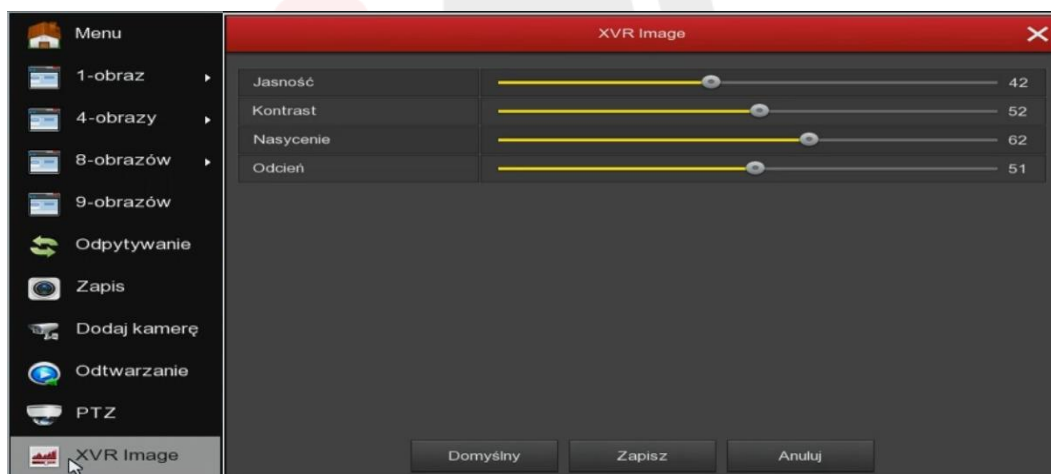 Menu
1-obraz
4-obrazy
8-obrazów
9-obrazów
Odpytywanie
Zapis
Dodaj kamerę
Odtwarzanie
PTZ
XVR Image
XVR Image
Jasność 42
Kontrast 52
Nasycenie 62
Odcień 51
Domyślny Zapisz Anuluj